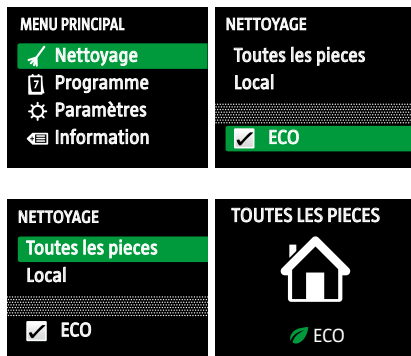 MENU PRINCIPAL
Nettoyage
7 Programme
Paramètres
Information
NETTOYAGE
Toutes les pieces
Local
ECO
NETTOYAGE
Toutes les pieces
Local
ECO
TOUTES LES PIECES
ECO